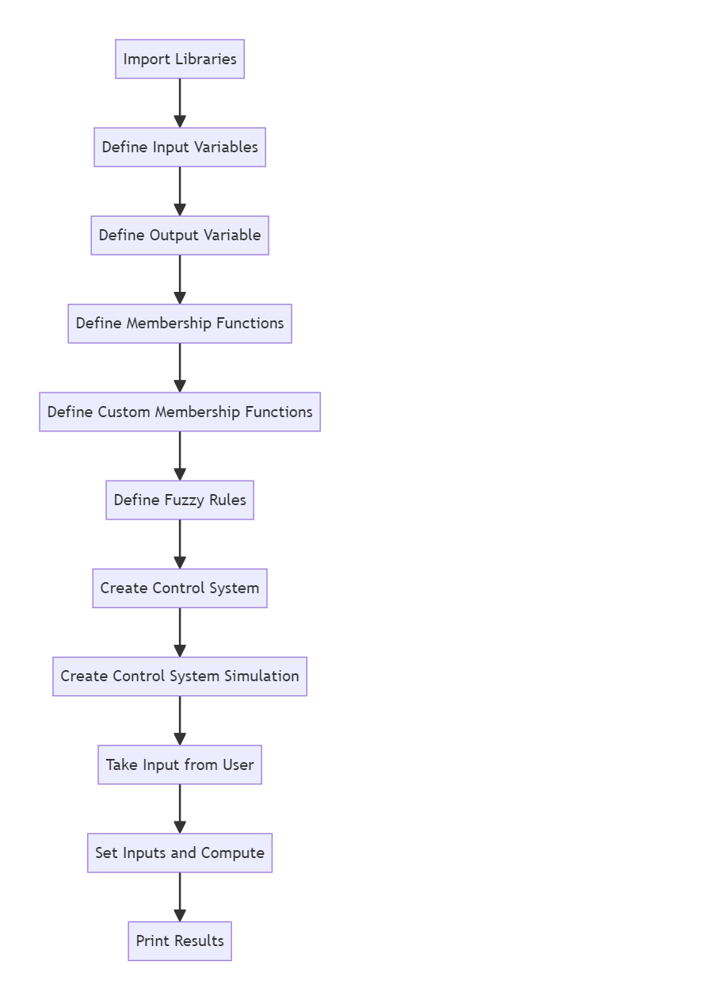 Import Libraries
Define Input Variables
Define Output Variable
Define Membership Functions
Define Custom Membership Functions
Define Fuzzy Rules
Create Control System
Create Control System Simulation
Take Input from User
Set Inputs and Compute
Print Results